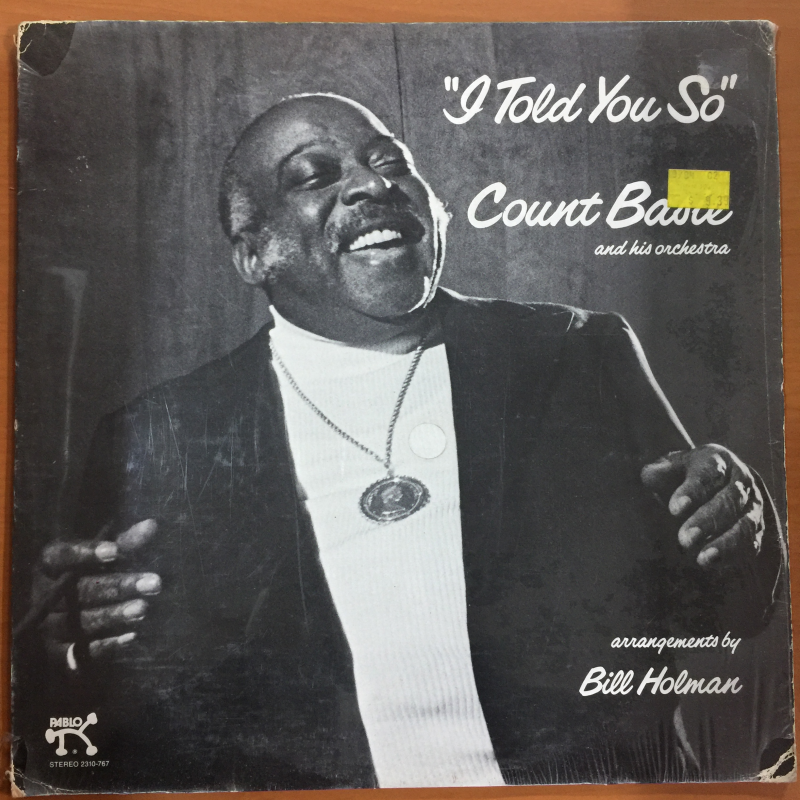 "I Told You So"
Count Basie
and his orchestra
arrangements by
Bill Holman
PABLO
STEREO 2310-767